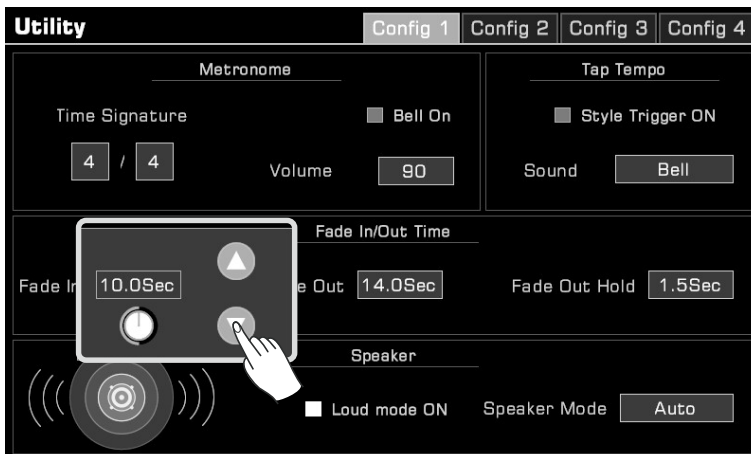 Utility Config 1 Config 2 Config 3 Config 4
Metronome Tap Tempo
Time Signature Bell On Style Trigger ON
4 / 4 Volume 90 Sound Bell
Fade In/Out Time
Fade 10.0Sec Out 14.0Sec Fade Out Hold 1.5Sec
Speaker
Loud mode ON Speaker Mode Auto